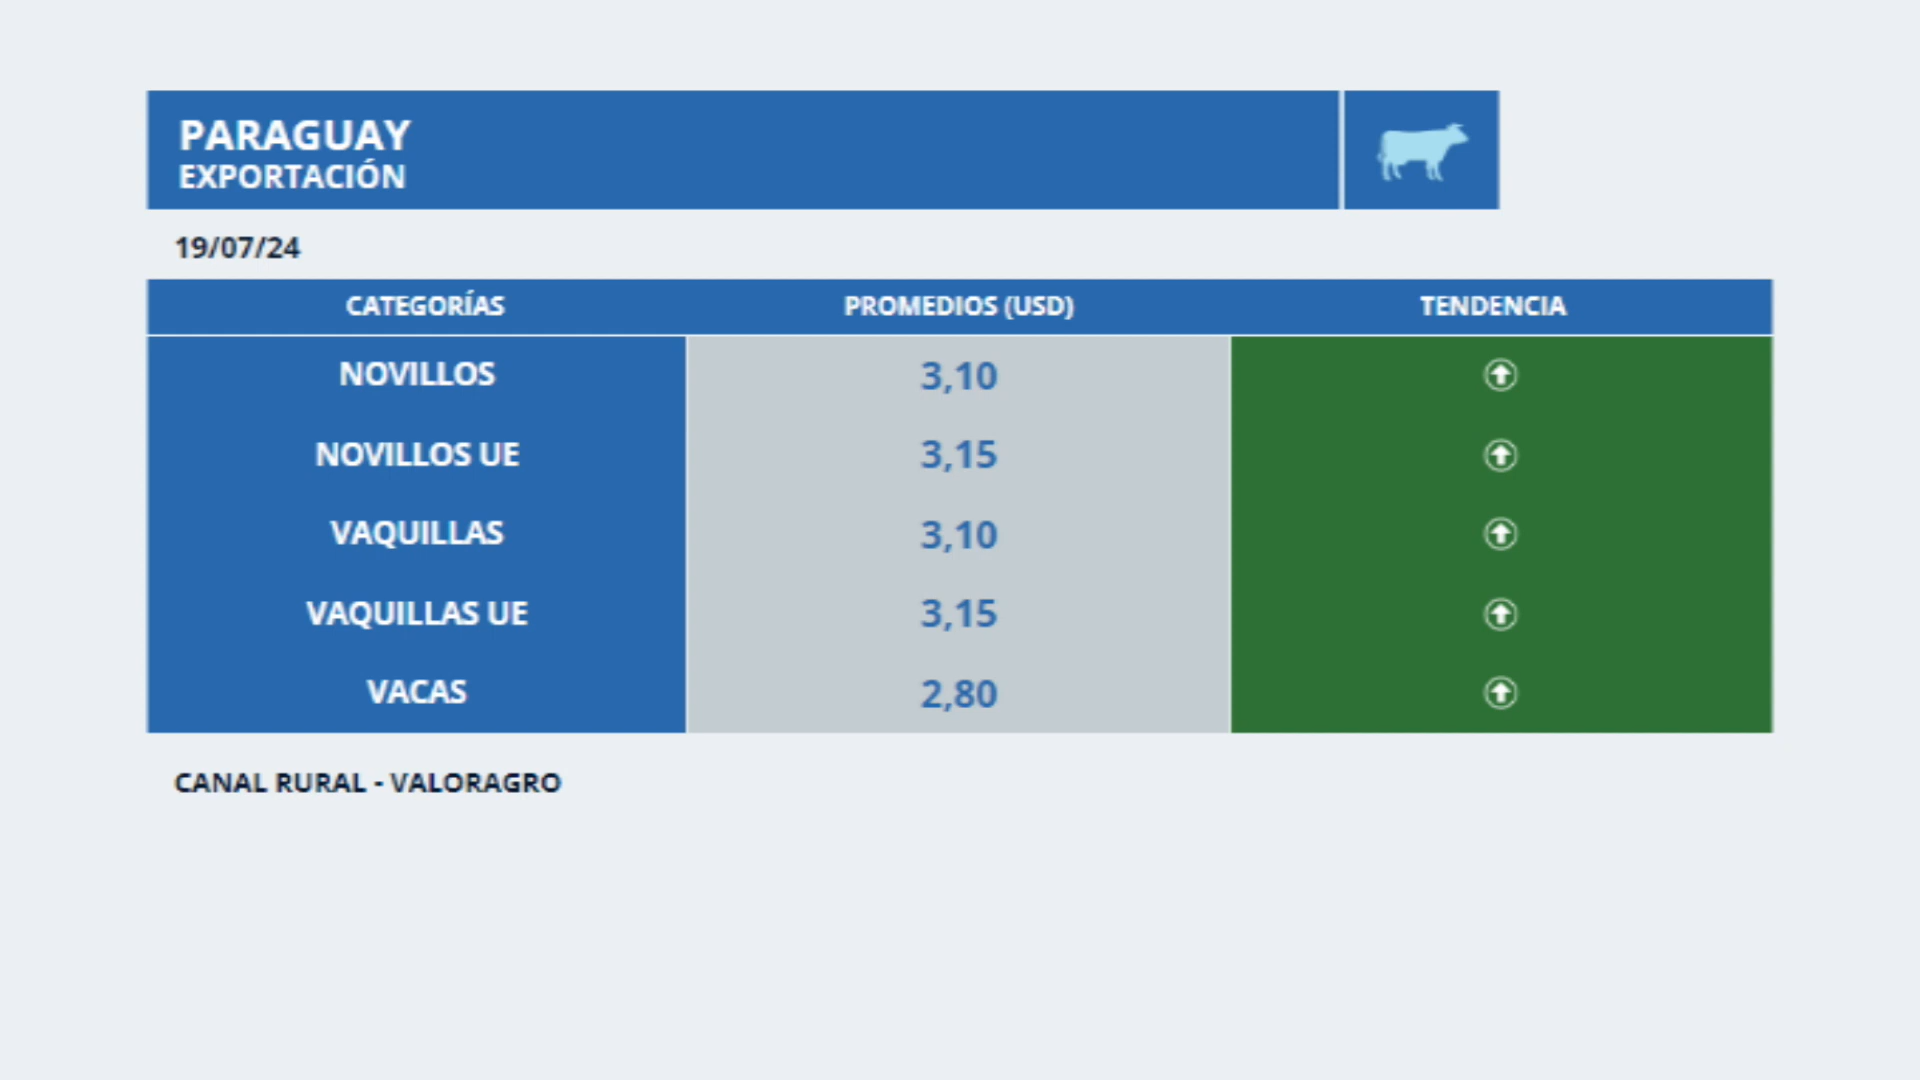 PARAGUAY
EXPORTACIÓN
19/07/24
CATEGORÍAS PROMEDIOS (USD) TENDENCIA
NOVILLOS 3,10
NOVILLOS UE 3,15
VAQUILLAS 3,10
VAQUILLAS UE 3,15
VACAS 2,80
CANAL RURAL - VALORAGRO